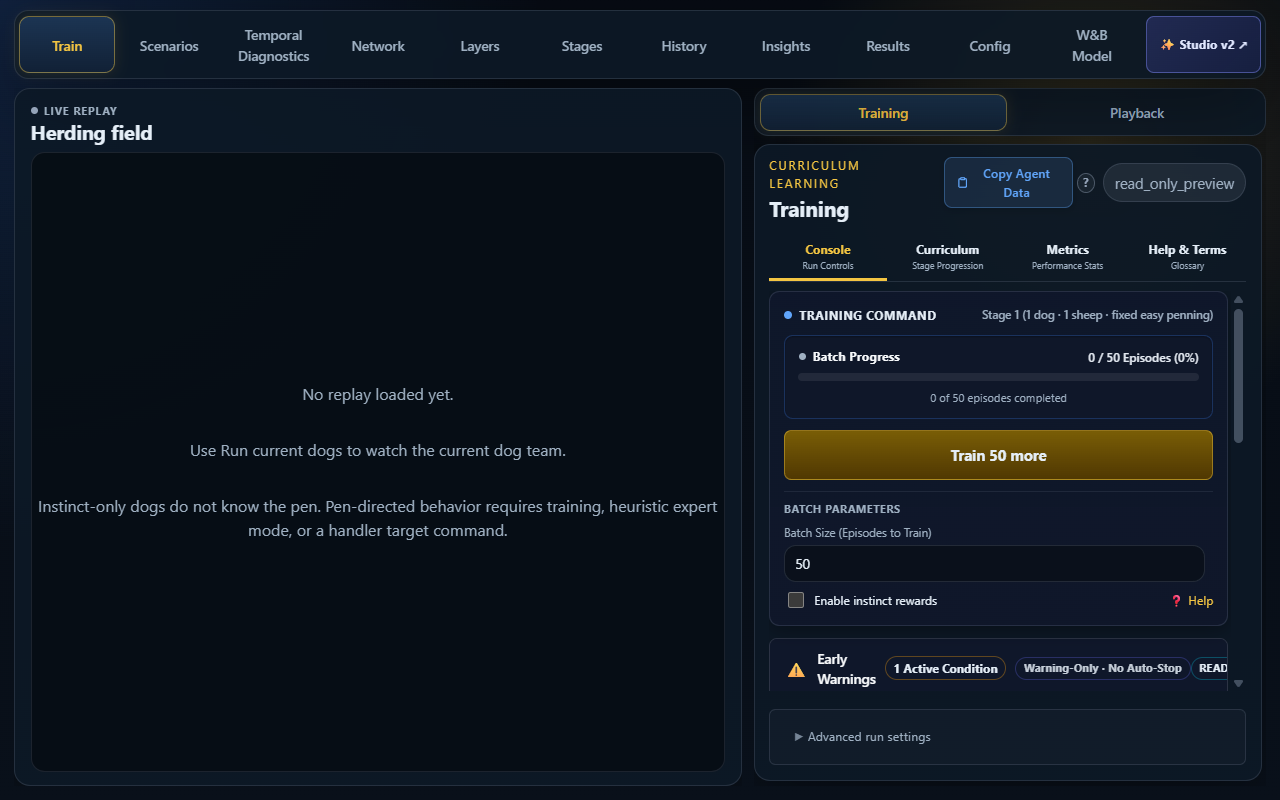 Train
Scenarios
Temporal
Diagnostics
Network
Layers
Stages
History
Insights
Results
Config
W&B
Model
✨ Studio v2 ↗
LIVE REPLAY
Herding field
No replay loaded yet.
Use Run current dogs to watch the current dog team.
Instinct-only dogs do not know the pen. Pen-directed behavior requires training, heuristic expert
mode, or a handler target command.
Training
Playback
CURRICULUM
LEARNING
Training
Copy Agent
Data
?
read_only_preview
Console
Run Controls
Curriculum
Stage Progression
Metrics
Performance Stats
Help & Terms
Glossary
TRAINING COMMAND
Stage 1 (1 dog · 1 sheep · fixed easy penning)
Batch Progress
0 / 50 Episodes (0%)
0 of 50 episodes completed
Train 50 more
BATCH PARAMETERS
Batch Size (Episodes to Train)
50
Enable instinct rewards
❓ Help
Early
Warnings
1 Active Condition
Warning-Only · No Auto-Stop
READ
▶ Advanced run settings